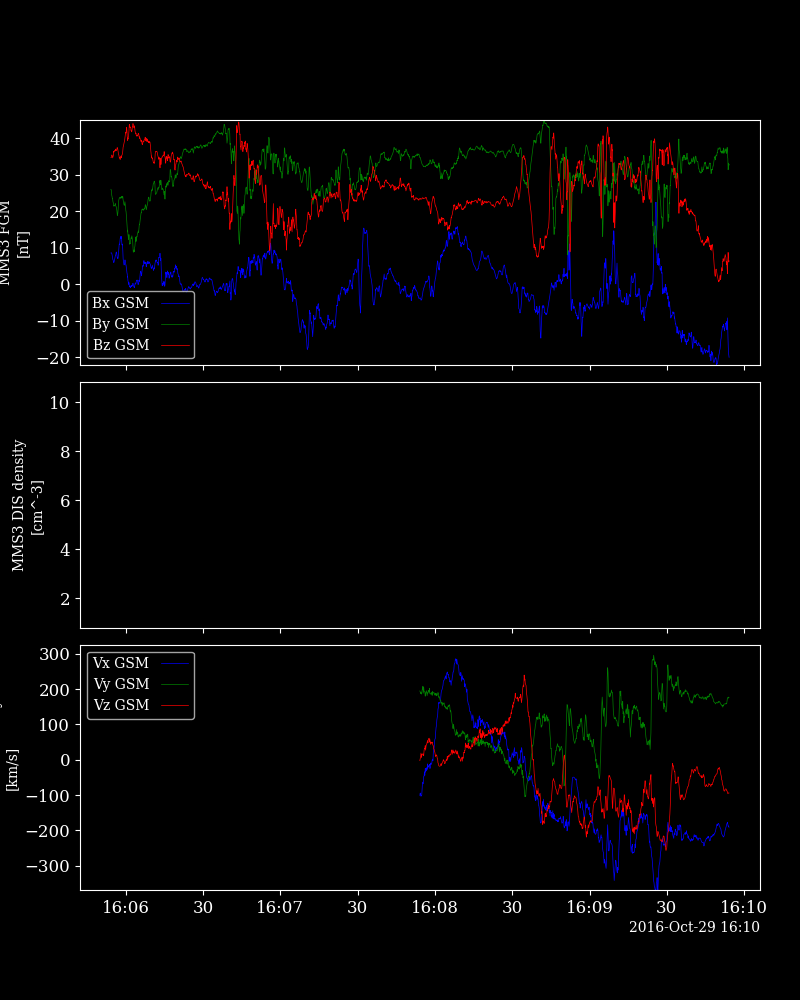 MMS3 FGM
[nT]
40
30
20
10
0
−10
−20
Bx GSM
By GSM
Bz GSM
MMS3 DIS density
[cm^-3]
10
8
6
4
2
[km/s]
300
200
100
0
−100
−200
−300
Vx GSM
Vy GSM
Vz GSM
16:06 30 16:07 30 16:08 30 16:09 30 16:10
2016-Oct-29 16:10